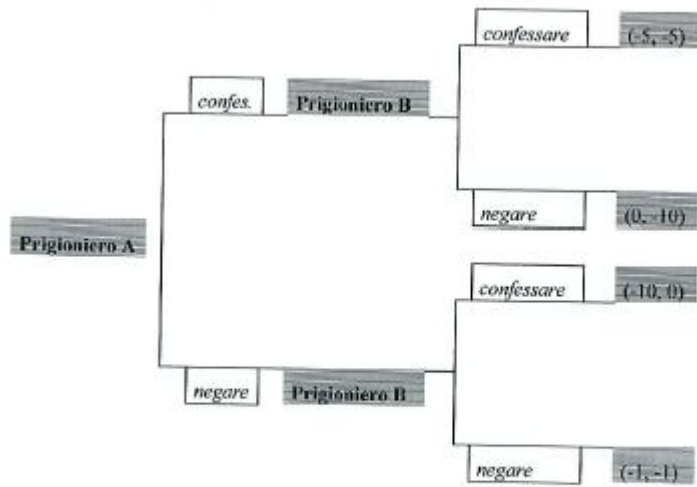 confessare (-5, -5)
confes. Prigioniero B
negare (0, -10)
Prigioniero A
confessare (-10, 0)
negare Prigioniero B
negare (-1, -1)